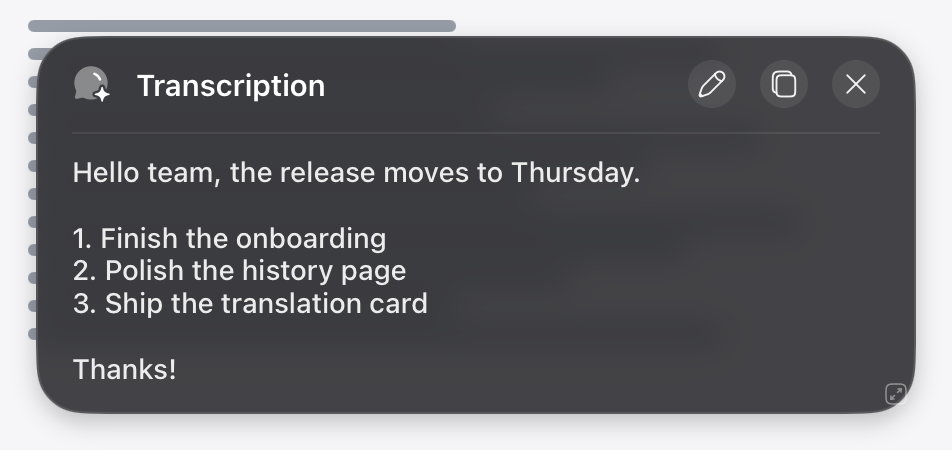 Transcription
Hello team, the release moves to Thursday.
1. Finish the onboarding
2. Polish the history page
3. Ship the translation card
Thanks!